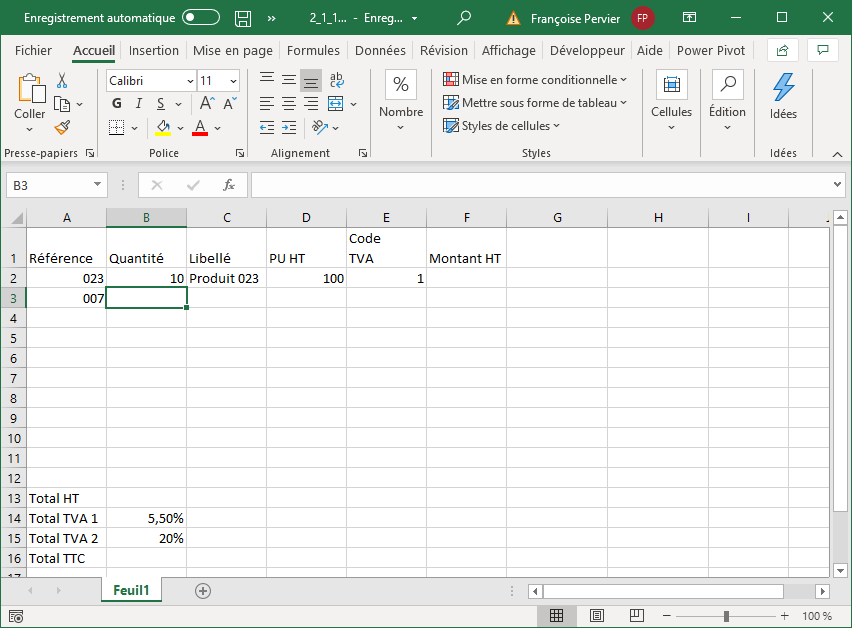 Enregistrement automatique » 2_1_1... - Enreg... Françoise Pervier FP
Fichier Accueil Insertion Mise en page Formules Données Révision Affichage Développeur Aide Power Pivot
Calibri 11
Coller
G I S A A
A
ab
%
Nombre
Mise en forme conditionnelle
Mettre sous forme de tableau
Styles de cellules
Cellules Édition Idées
Presse-papiers Police Alignement Styles Idées
B3 fx
A B C D E F G H I
1 Référence Quantité Libellé PU HT Code TVA Montant HT
2 023 10 Produit 023 100 1
3 007
4
5
6
7
8
9
10
11
12
13 Total HT
14 Total TVA 1 5,50%
15 Total TVA 2 20%
16 Total TTC
17
Feuil1
100 %